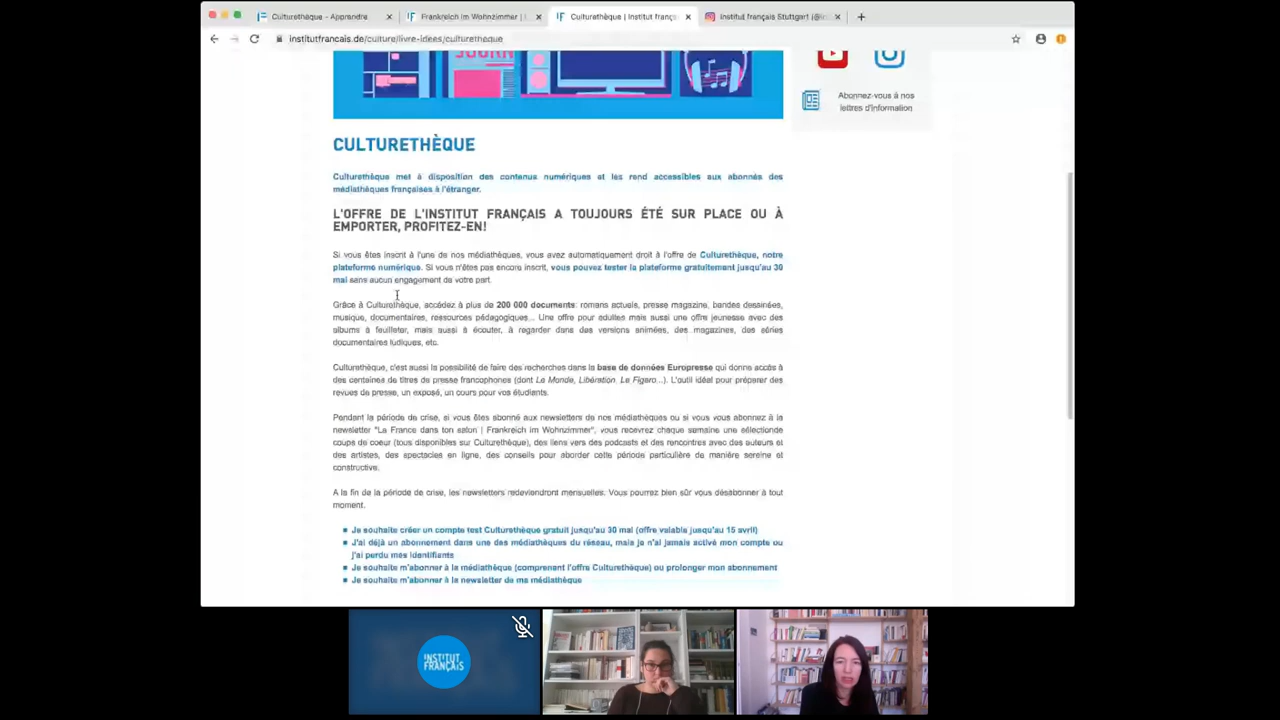 Culturethèque - Apprendre
Frankreich im Wohnzimmer |
Culturethèque | Institut franç
Institut français Stuttgart (@
institutfrancais.de/culture/livre-idees/culturetheque
JOURN
Abonnez-vous à nos
lettres d'information
CULTURETHÈQUE
Culturethèque met à disposition des contenus numériques et les rend accessibles aux abonnés des
médiathèques françaises à l'étranger.
L'OFFRE DE L'INSTITUT FRANÇAIS A TOUJOURS ÉTÉ SUR PLACE OU À
EMPORTER, PROFITEZ-EN!
Si vous êtes inscrit à l'une de nos médiathèques, vous avez automatiquement droit à l'offre de Culturethèque, notre
plateforme numérique. Si vous n'êtes pas encore inscrit, vous pouvez tester la plateforme gratuitement jusqu'au 30
mai sans aucun engagement de votre part.
Grâce à Culturethèque, accédez à plus de 200 000 documents: romans actuels, presse magazine, bandes dessinées,
musique, documentaires, ressources pédagogiques... Une offre pour adultes mais aussi une offre jeunesse avec des
albums à feuilleter, mais aussi à écouter, à regarder dans des versions animées, des magazines, des séries
documentaires ludiques, etc.
Culturethèque, c'est aussi la possibilité de faire des recherches dans la base de données Europresse qui donne accès à
des centaines de titres de presse francophones (dont Le Monde, Libération, Le Figaro...). L'outil idéal pour préparer des
revues de presse, un exposé, un cours pour vos étudiants.
Pendant la période de crise, si vous êtes abonné aux newsletters de nos médiathèques ou si vous vous abonnez à la
newsletter "La France dans ton salon | Frankreich im Wohnzimmer", vous recevrez chaque semaine une sélectionde
coups de coeur (tous disponibles sur Culturethèque), des liens vers des podcasts et des rencontres avec des auteurs et
des artistes, des spectacles en ligne, des conseils pour aborder cette période particulière de manière sereine et
constructive.
A la fin de la période de crise, les newsletters redeviendront mensuelles. Vous pourrez bien sûr vous désabonner à tout
moment.
Je souhaite créer un compte test Culturethèque gratuit jusqu'au 30 mai (offre valable jusqu'au 15 avril)
J'ai déjà un abonnement dans une des médiathèques du réseau, mais je n'ai jamais activé mon compte ou
j'ai perdu mes identifiants
Je souhaite m'abonner à la médiathèque (comprenant l'offre Culturethèque) ou prolonger mon abonnement
Je souhaite m'abonner à la newsletter de ma médiathèque
INSTITUT
FRANÇAIS